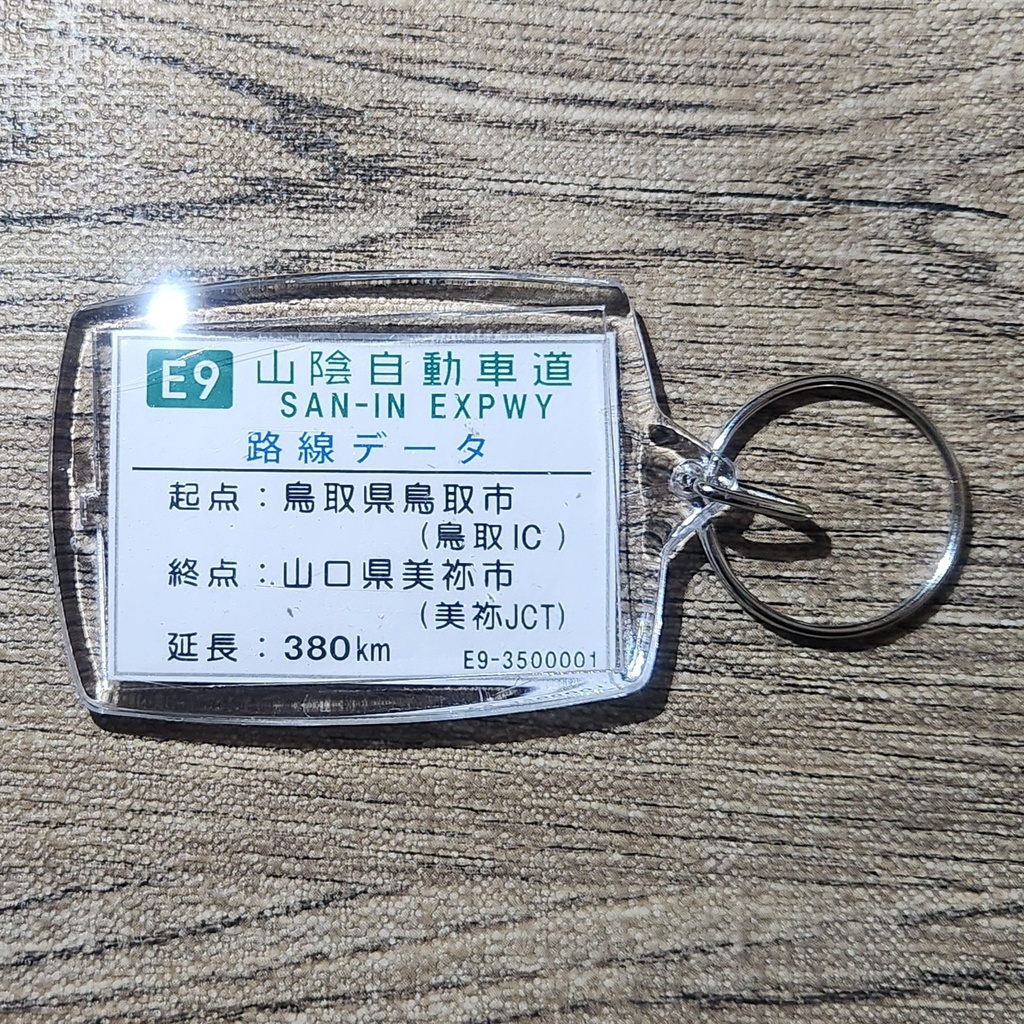 E9 山陰自動車道
SAN-IN EXPWY
路線データ
起点：鳥取県鳥取市
(鳥取IC)
終点：山口県美祢市
(美祢JCT)
延長：380km
E9-3500001